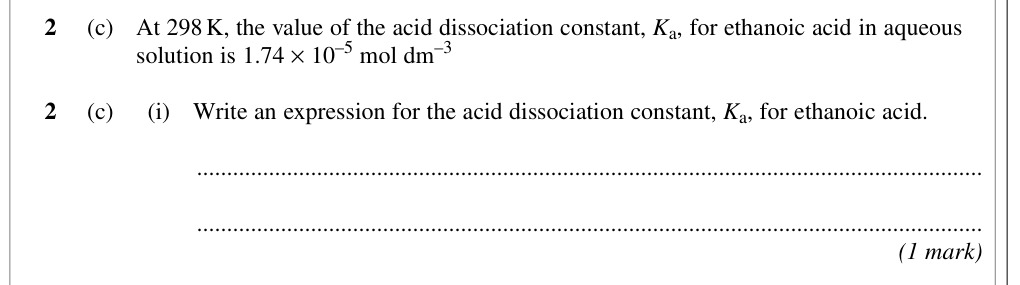 2 (c) At 298 K, the value of the acid dissociation constant, Kₐ, for ethanoic acid in aqueous
solution is 1.74 × 10⁻⁵ mol dm⁻³
2 (c) (i) Write an expression for the acid dissociation constant, Kₐ, for ethanoic acid.
(1 mark)